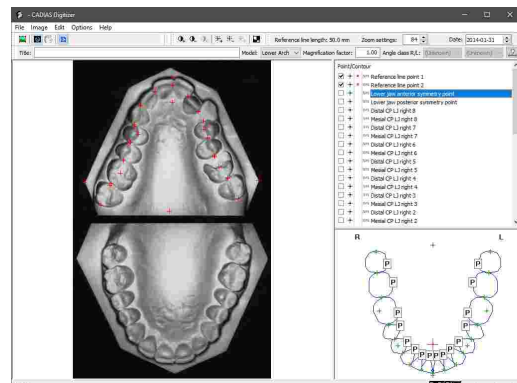 - CADIAS Digitizer
File Image Edit Options Help
Reference line length: 50.0 mm Zoom settings: 84 Date: 2014-01-31
Title: Model: Lower Arch Magnification factor: 1.00 Angle class R/L: (Unknown) (Unknown)
Point/Contour
Reference line point 1
Reference line point 2
Lower jaw anterior symmetry point
Lower jaw posterior symmetry point
Distal CP LJ right 8
Mesial CP LJ right 8
Distal CP LJ right 7
Mesial CP LJ right 7
Distal CP LJ right 6
Mesial CP LJ right 6
Distal CP LJ right 5
Mesial CP LJ right 5
Distal CP LJ right 4
Mesial CP LJ right 4
Distal CP LJ right 3
Mesial CP LJ right 3
Distal CP LJ right 2
Mesial CP LJ right 2
R L
P P
P P
P P
P P
P P
P P P P